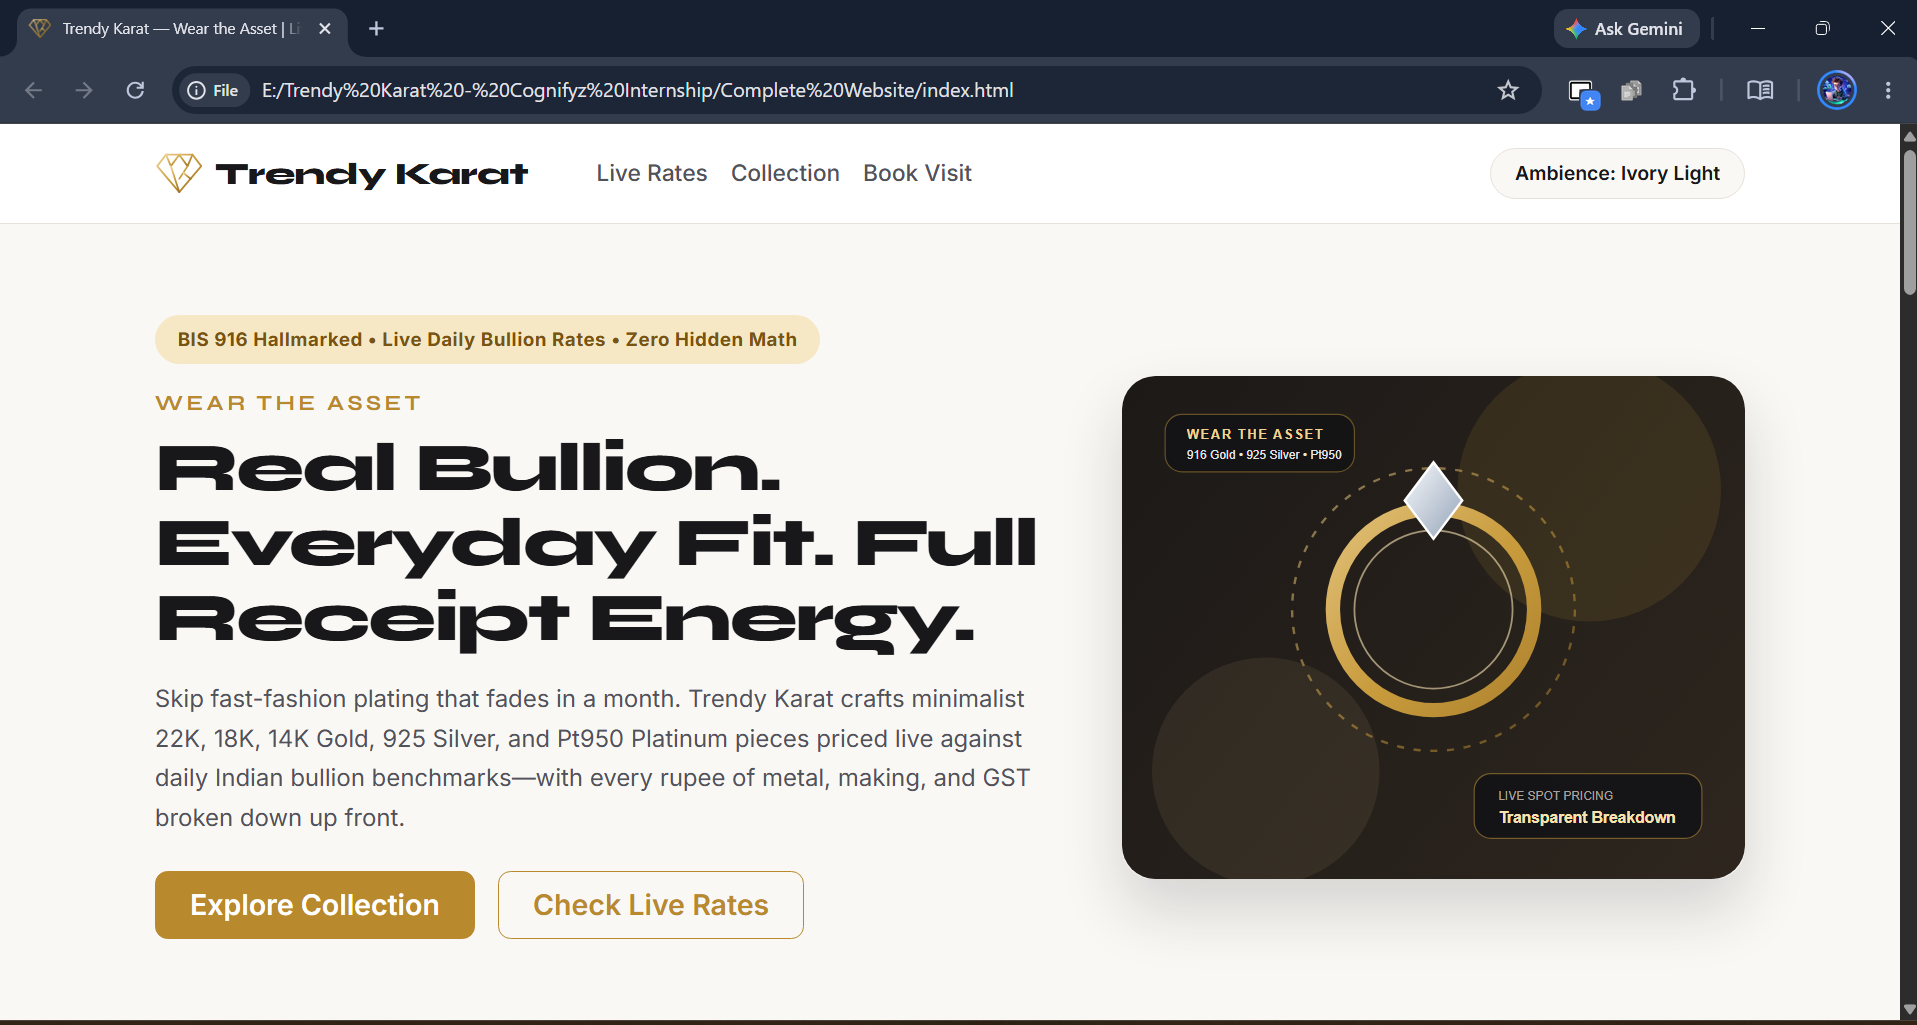 Trendy Karat — Wear the Asset | Li
Ask Gemini
File
E:/Trendy%20Karat%20-%20Cognifyz%20Internship/Complete%20Website/index.html
Trendy Karat
Live Rates
Collection
Book Visit
Ambience: Ivory Light
BIS 916 Hallmarked • Live Daily Bullion Rates • Zero Hidden Math
WEAR THE ASSET
Real Bullion.
Everyday Fit. Full
Receipt Energy.
Skip fast-fashion plating that fades in a month. Trendy Karat crafts minimalist
22K, 18K, 14K Gold, 925 Silver, and Pt950 Platinum pieces priced live against
daily Indian bullion benchmarks—with every rupee of metal, making, and GST
broken down up front.
Explore Collection
Check Live Rates
WEAR THE ASSET
916 Gold • 925 Silver • Pt950
LIVE SPOT PRICING
Transparent Breakdown